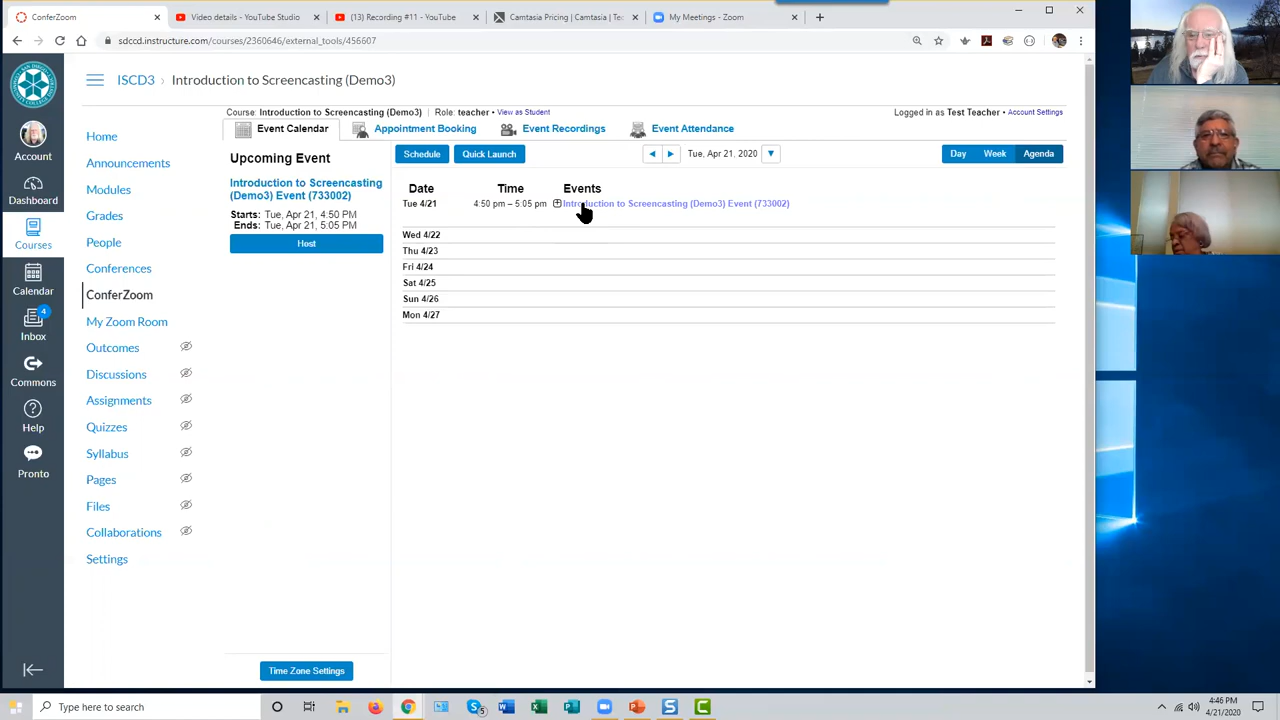 ConferZoom
Video details - YouTube Studio
(13) Recording #11 - YouTube
Camtasia Pricing | Camtasia | Tec
My Meetings - Zoom
sdccd.instructure.com/courses/2360646/external_tools/456607
ISCD3 › Introduction to Screencasting (Demo3)
Course: Introduction to Screencasting (Demo3) | Role: teacher • View as Student
Logged in as Test Teacher • Account Settings
Event Calendar
Appointment Booking
Event Recordings
Event Attendance
Account
Dashboard
Courses
Calendar
4
Inbox
Commons
Help
Pronto
Home
Announcements
Modules
Grades
People
Conferences
ConferZoom
My Zoom Room
Outcomes
Discussions
Assignments
Quizzes
Syllabus
Pages
Files
Collaborations
Settings
Upcoming Event
Introduction to Screencasting
(Demo3) Event (733002)
Starts: Tue, Apr 21, 4:50 PM
Ends: Tue, Apr 21, 5:05 PM
Host
Time Zone Settings
Schedule
Quick Launch
Tue, Apr 21, 2020
Day
Week
Agenda
Date Time Events
Tue 4/21 4:50 pm – 5:05 pm Introduction to Screencasting (Demo3) Event (733002)
Wed 4/22
Thu 4/23
Fri 4/24
Sat 4/25
Sun 4/26
Mon 4/27
Type here to search
5
4:46 PM
4/21/2020